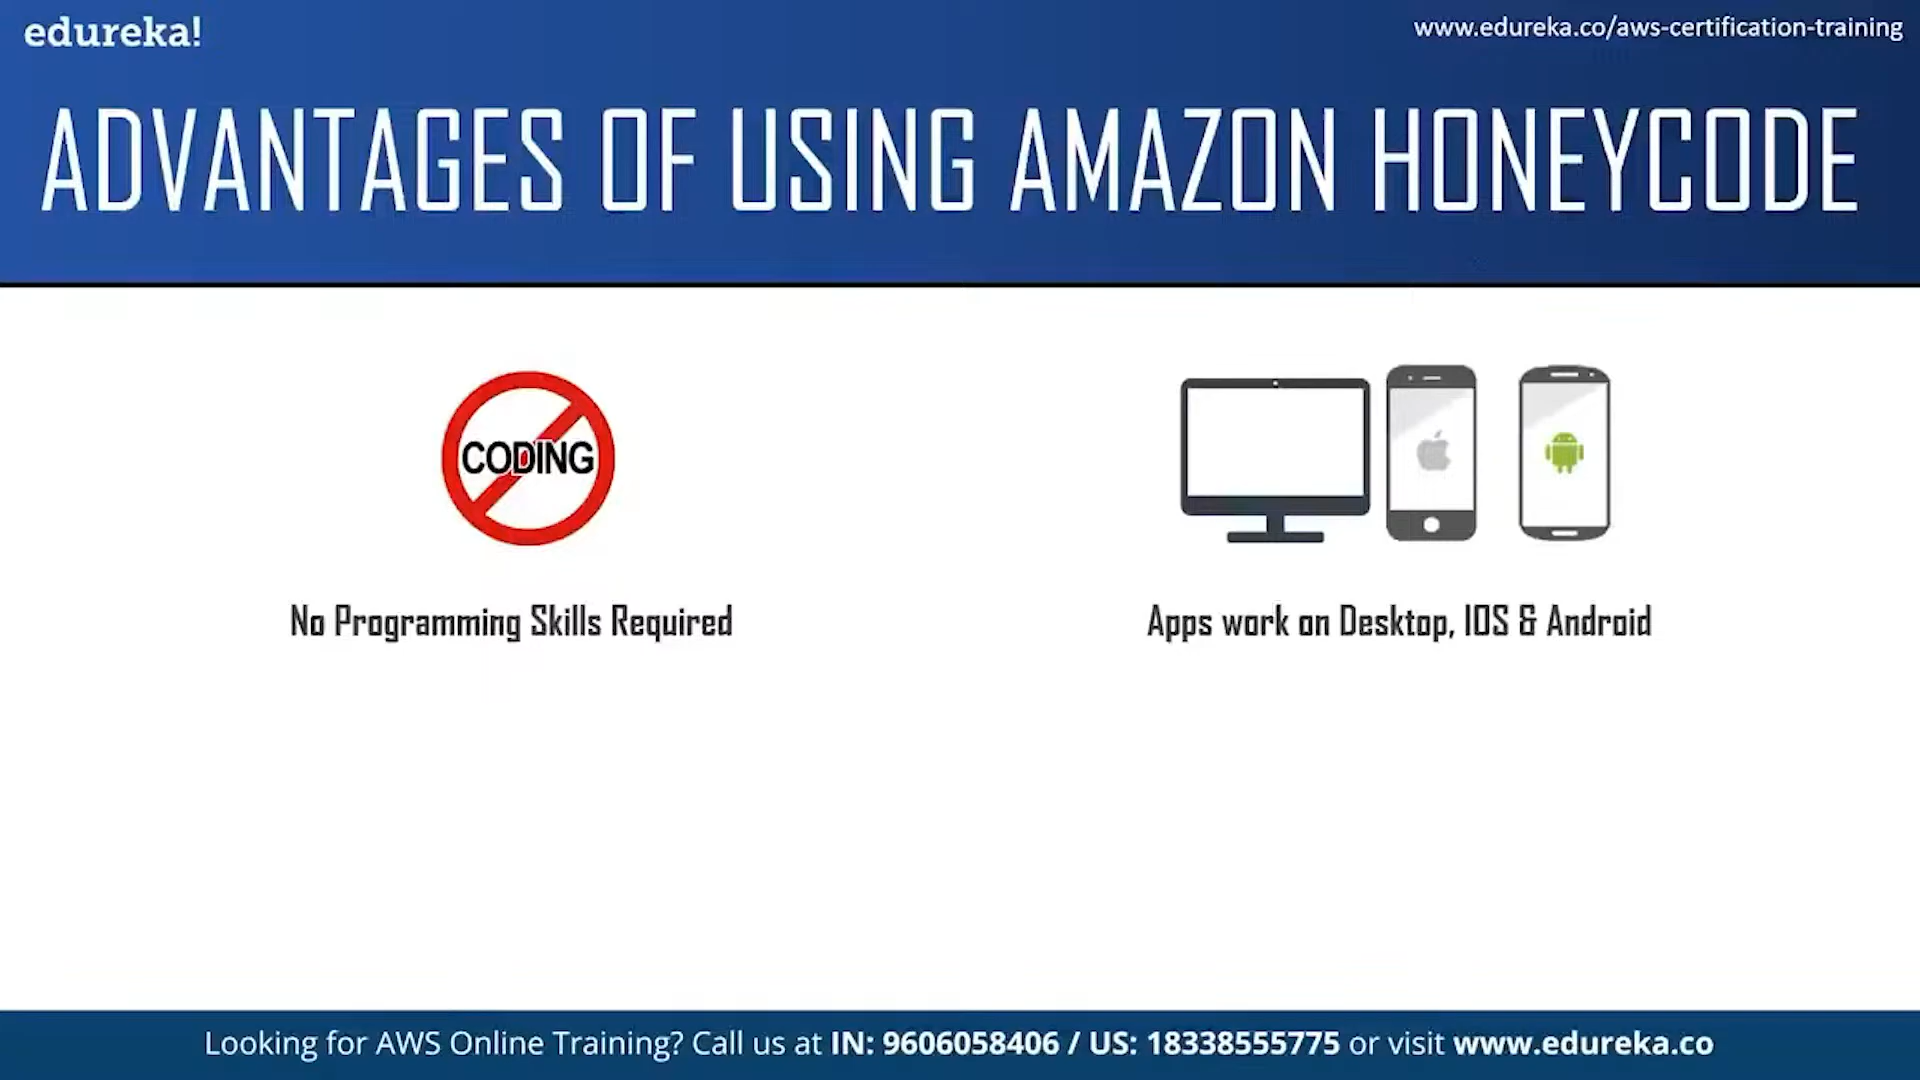 edureka!
www.edureka.co/aws-certification-training
ADVANTAGES OF USING AMAZON HONEYCODE
CODING
No Programming Skills Required
Apps work on Desktop, IOS & Android
Looking for AWS Online Training? Call us at IN: 9606058406 / US: 18338555775 or visit www.edureka.co